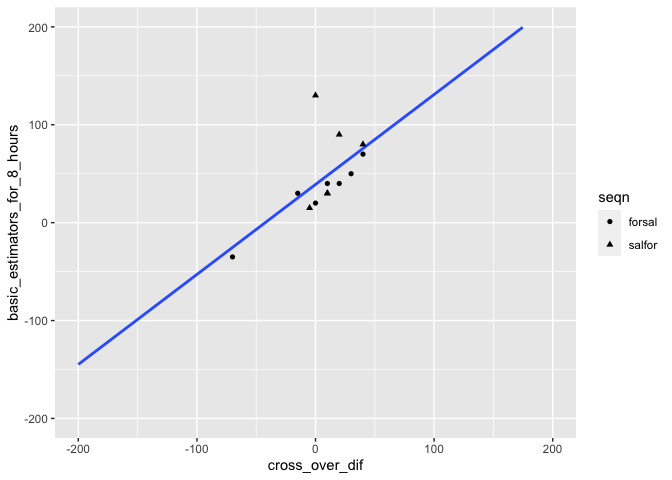 200
100
0
-100
-200
basic_estimators_for_8_hours
-200 -100 0 100 200
cross_over_dif
seqn
forsal
salfor